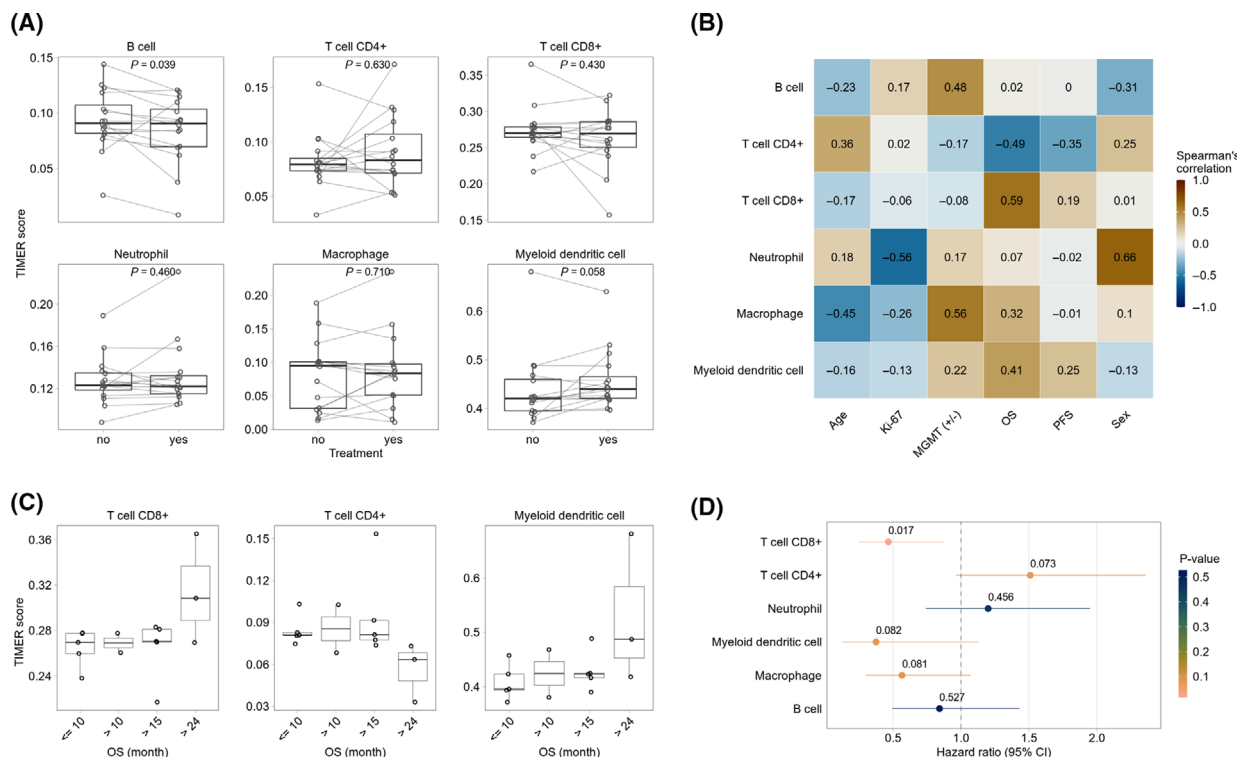 (A)
B cell
T cell CD4+
T cell CD8+
P = 0.039
P = 0.630
P = 0.430
0.15
0.10
0.05
0.15
0.10
0.05
0.35
0.30
0.25
0.20
0.15
Neutrophil
Macrophage
Myeloid dendritic cell
P = 0.460
P = 0.710
P = 0.058
0.20
0.16
0.12
0.20
0.15
0.10
0.05
0.00
0.6
0.5
0.4
TIMER score
no
yes
no
yes
no
yes
Treatment
(B)
B cell
−0.23
0.17
0.48
0.02
0
−0.31
T cell CD4+
0.36
0.02
−0.17
−0.49
−0.35
0.25
T cell CD8+
−0.17
−0.06
−0.08
0.59
0.19
0.01
Neutrophil
0.18
−0.56
0.17
0.07
−0.02
0.66
Macrophage
−0.45
−0.26
0.56
0.32
−0.01
0.1
Myeloid dendritic cell
−0.16
−0.13
0.22
0.41
0.25
−0.13
Age
Ki-67
MGMT (+/-)
OS
PFS
Sex
Spearman's
correlation
1.0
0.5
0.0
−0.5
−1.0
(C)
T cell CD8+
T cell CD4+
Myeloid dendritic cell
TIMER score
0.36
0.32
0.28
0.24
0.15
0.12
0.09
0.06
0.03
0.6
0.5
0.4
<= 10
> 10
> 15
> 24
<= 10
> 10
> 15
> 24
<= 10
> 10
> 15
> 24
OS (month)
OS (month)
OS (month)
(D)
T cell CD8+
0.017
T cell CD4+
0.073
Neutrophil
0.456
Myeloid dendritic cell
0.082
Macrophage
0.081
B cell
0.527
0.5
1.0
1.5
2.0
Hazard ratio (95% CI)
P-value
0.5
0.4
0.3
0.2
0.1